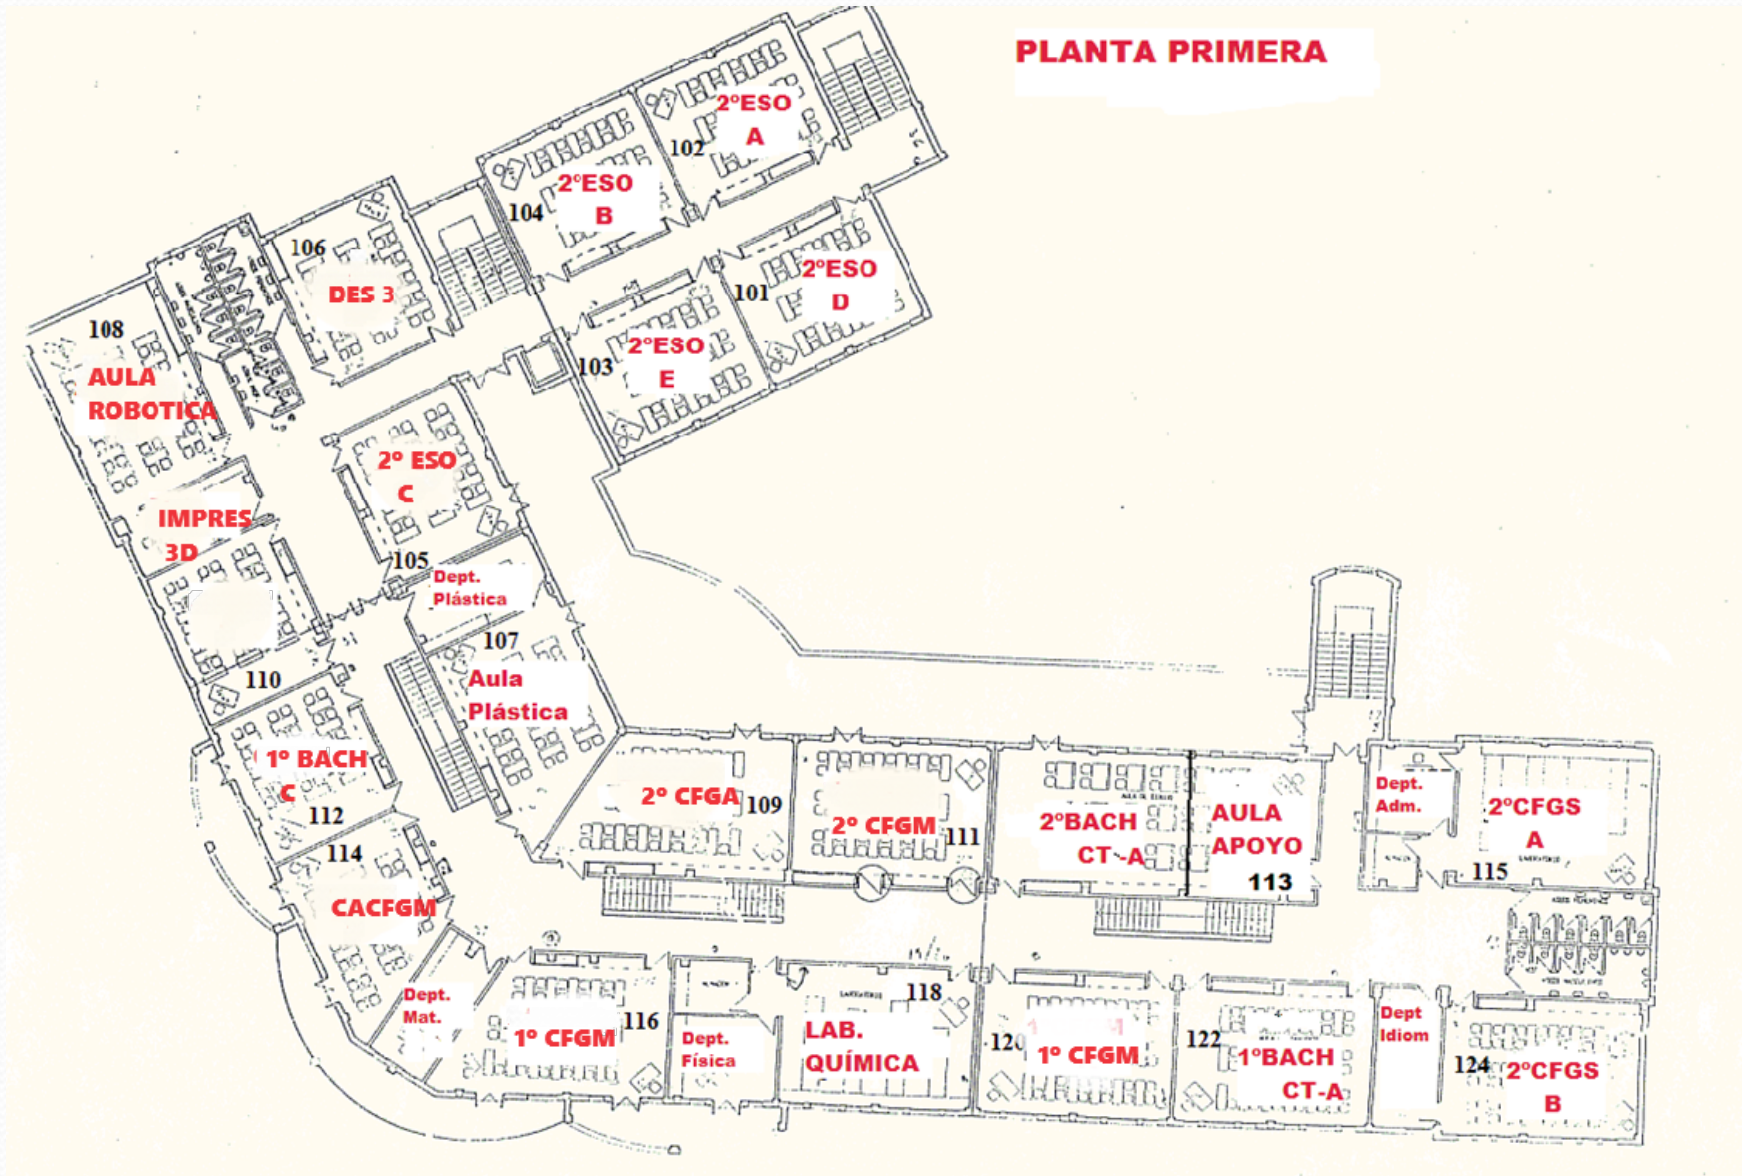 PLANTA PRIMERA
2ºESO
A
102
2ºESO
B
104
106
DES 3
2ºESO
D
101
108
2ºESO
E
103
AULA
ROBOTICA
2º ESO
C
105
IMPRES
3D
Dept.
Plástica
107
110
Aula
Plástica
1º BACH
C
112
2º CFGA
109
2º CFGM
111
2ºBACH
CT-A
AULA
APOYO
113
Dept.
Adm.
2ºCFGS
A
115
114
CACFGM
Dept.
Mat.
1º CFGM
116
Dept.
Física
118
LAB.
QUÍMICA
120
1º CFGM
122
1ºBACH
CT-A
Dept
Idiom
124
2ºCFGS
B